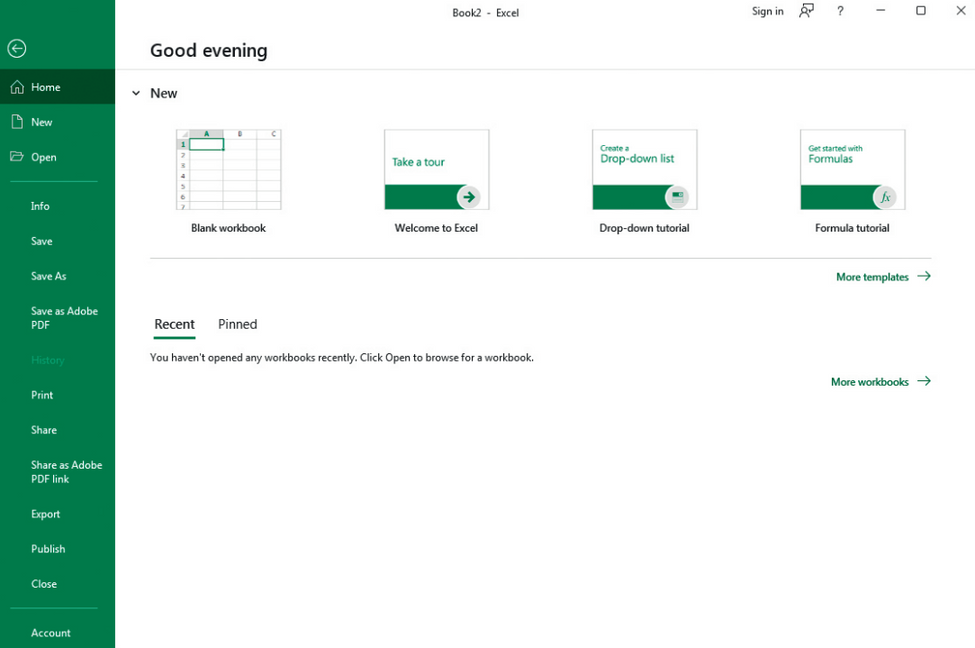 Book2 - Excel
Sign in
?
Good evening
Home
New
Open
Info
Save
Save As
Save as Adobe
PDF
History
Print
Share
Share as Adobe
PDF link
Export
Publish
Close
Account
New
A B C
1
2
3
4
5
6
7
Blank workbook
Take a tour
Welcome to Excel
Create a
Drop-down list
Drop-down tutorial
Get started with
Formulas
fx
Formula tutorial
More templates
Recent Pinned
You haven't opened any workbooks recently. Click Open to browse for a workbook.
More workbooks